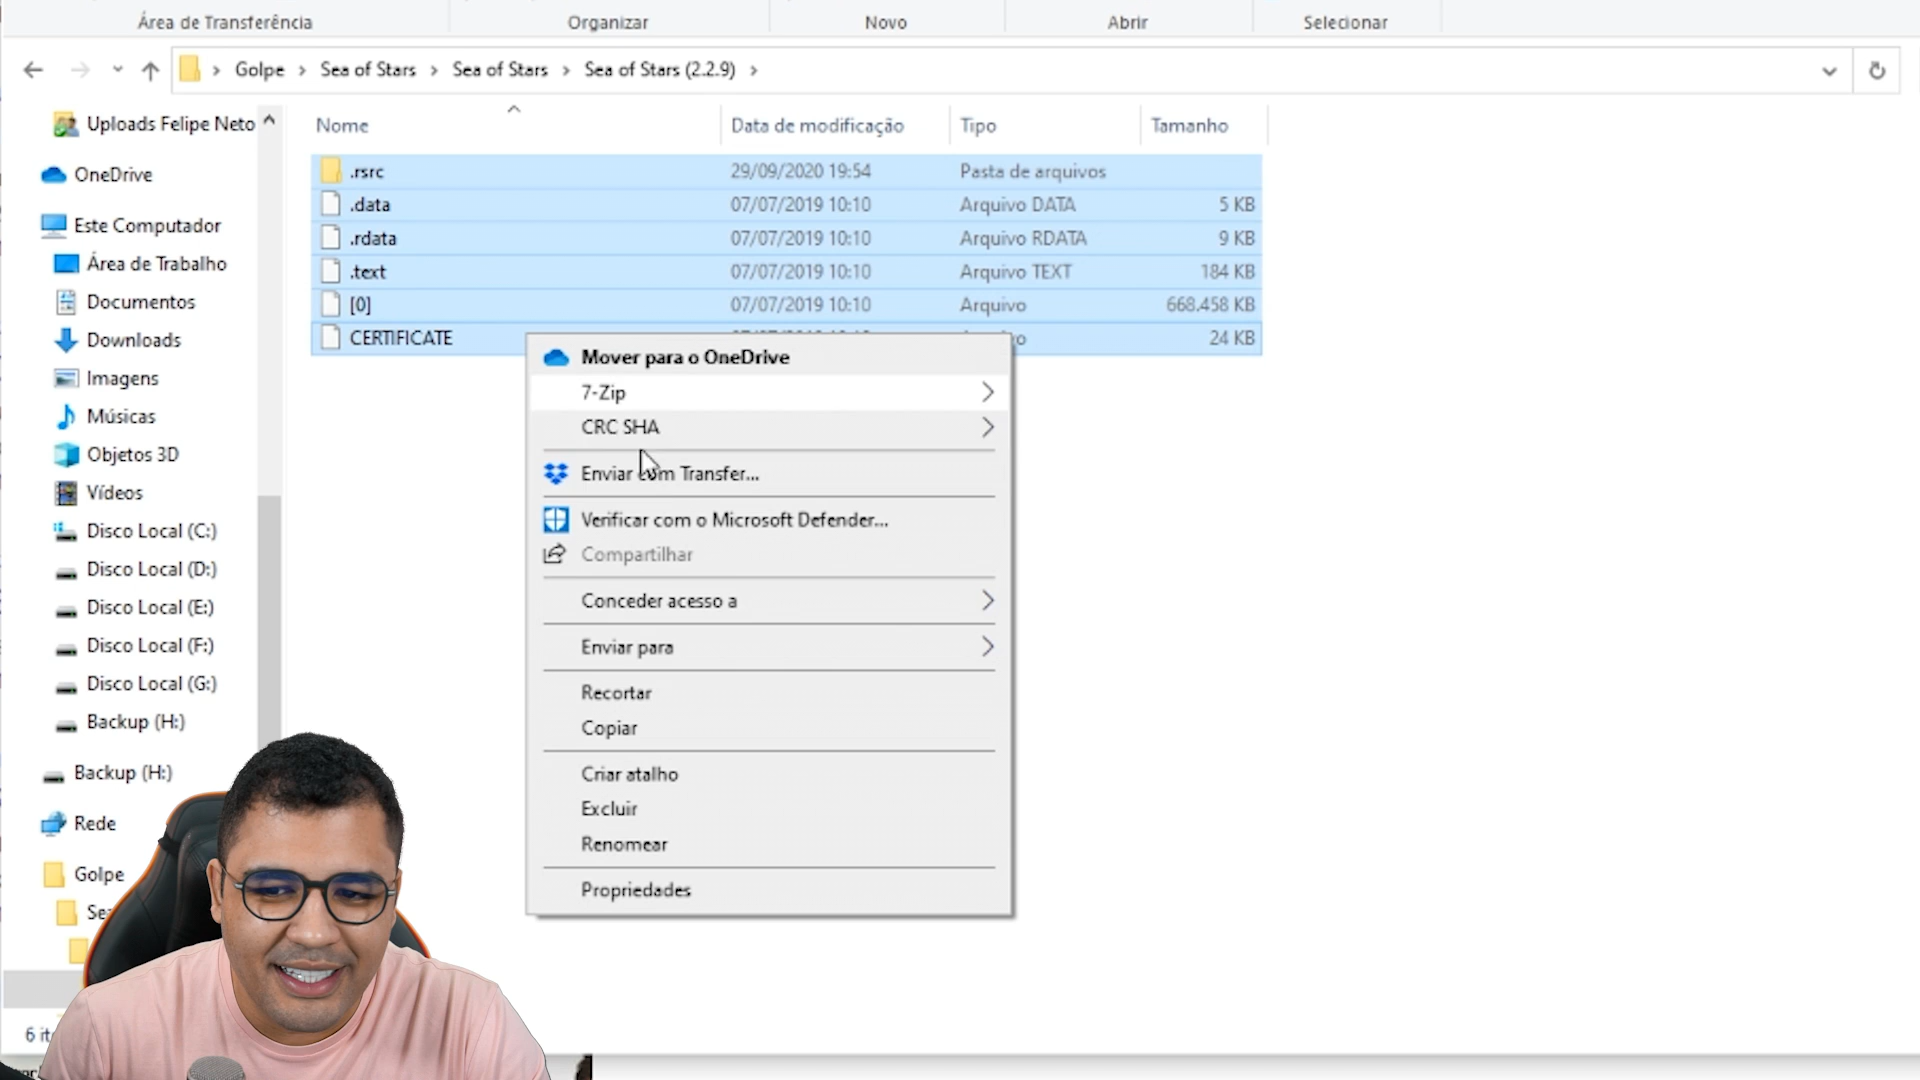 Área de Transferência
Organizar
Novo
Abrir
Selecionar
Golpe > Sea of Stars > Sea of Stars > Sea of Stars (2.2.9) >
Uploads Felipe Neto
OneDrive
Este Computador
Área de Trabalho
Documentos
Downloads
Imagens
Músicas
Objetos 3D
Vídeos
Disco Local (C:)
Disco Local (D:)
Disco Local (E:)
Disco Local (F:)
Disco Local (G:)
Backup (H:)
Backup (H:)
Rede
Golpe
Nome Data de modificação Tipo Tamanho
.rsrc 29/09/2020 19:54 Pasta de arquivos
.data 07/07/2019 10:10 Arquivo DATA 5 KB
.rdata 07/07/2019 10:10 Arquivo RDATA 9 KB
.text 07/07/2019 10:10 Arquivo TEXT 184 KB
[0] 07/07/2019 10:10 Arquivo 668.458 KB
CERTIFICATE 24 KB
Mover para o OneDrive
7-Zip
CRC SHA
Enviar com Transfer...
Verificar com o Microsoft Defender...
Compartilhar
Conceder acesso a
Enviar para
Recortar
Copiar
Criar atalho
Excluir
Renomear
Propriedades